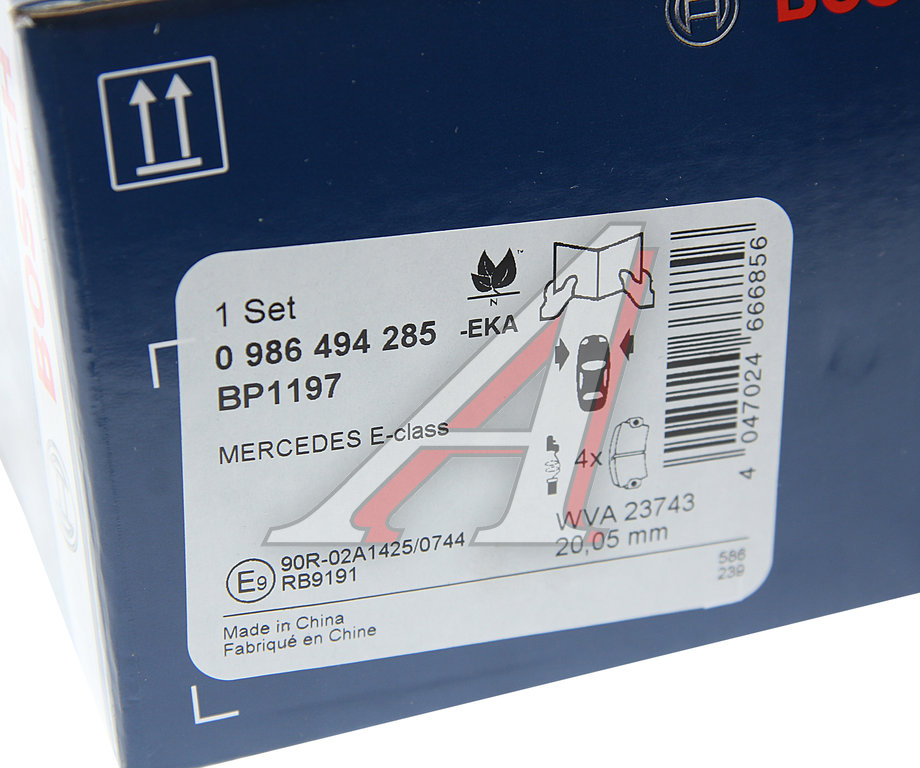 BOSCH
BOSCH
1 Set
0 986 494 285 -EKA
BP1197
MERCEDES E-class
N
™
4x
WVA 23743
20,05 mm
4 047024 666856
E9
90R-02A1425/0744
RB9191
586
239
Made in China
Fabriqué en Chine